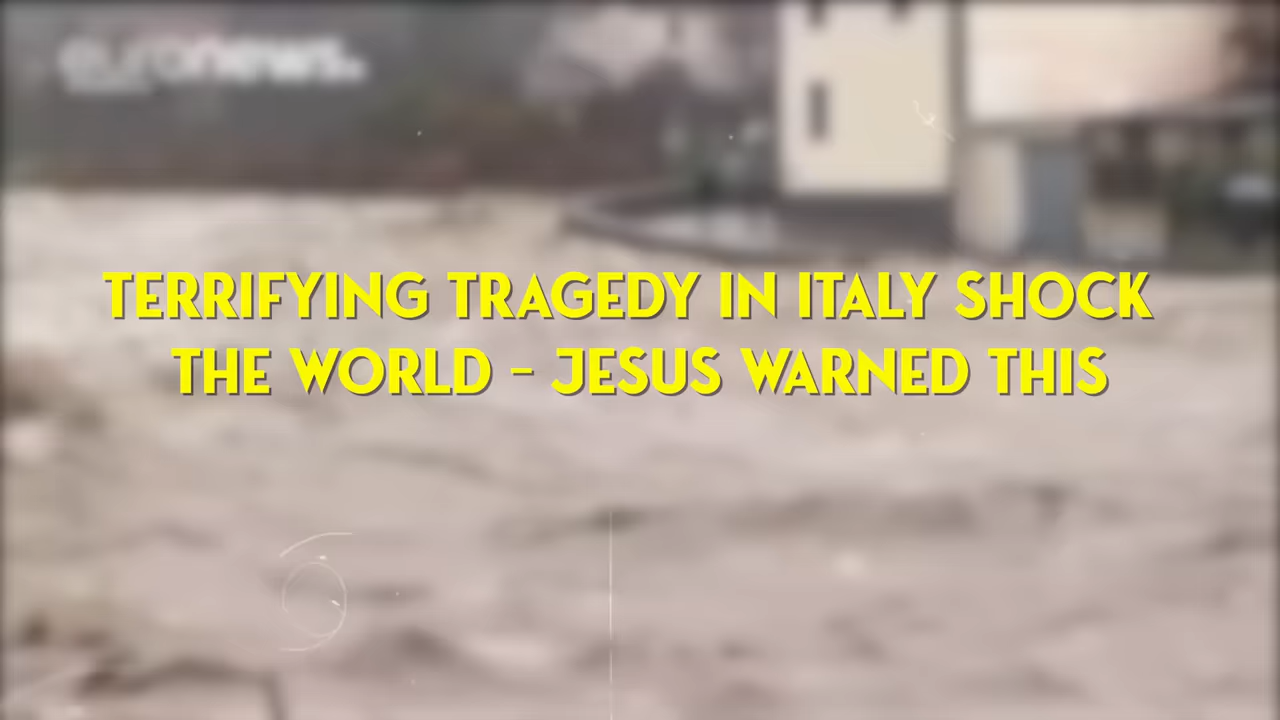 euronews.
TERRIFYING TRAGEDY IN ITALY SHOCK
THE WORLD - JESUS WARNED THIS